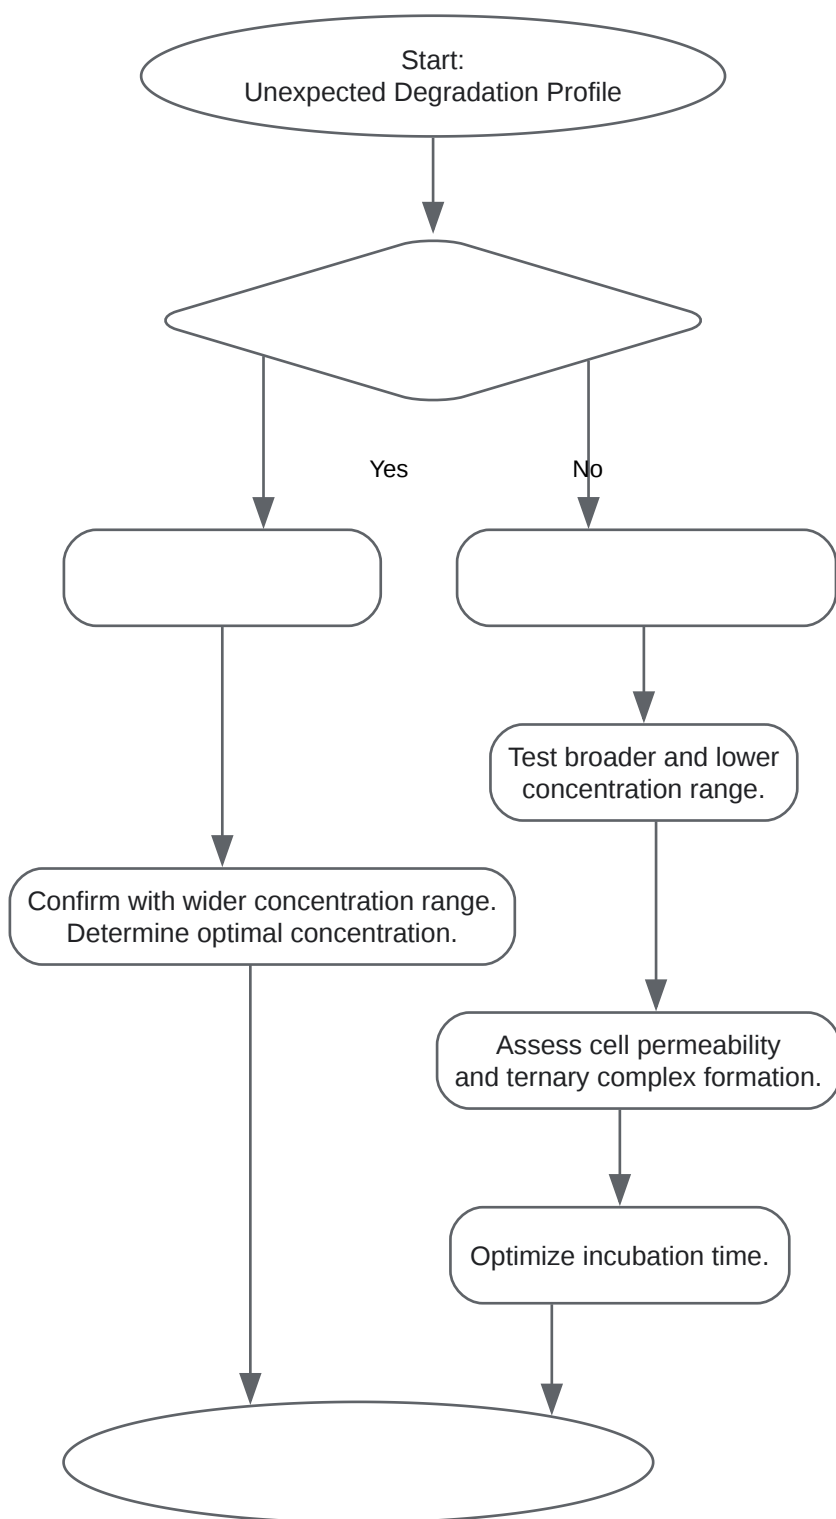 Start:
Unexpected Degradation Profile
Yes
No
Test broader and lower
concentration range.
Confirm with wider concentration range.
Determine optimal concentration.
Assess cell permeability
and ternary complex formation.
Optimize incubation time.